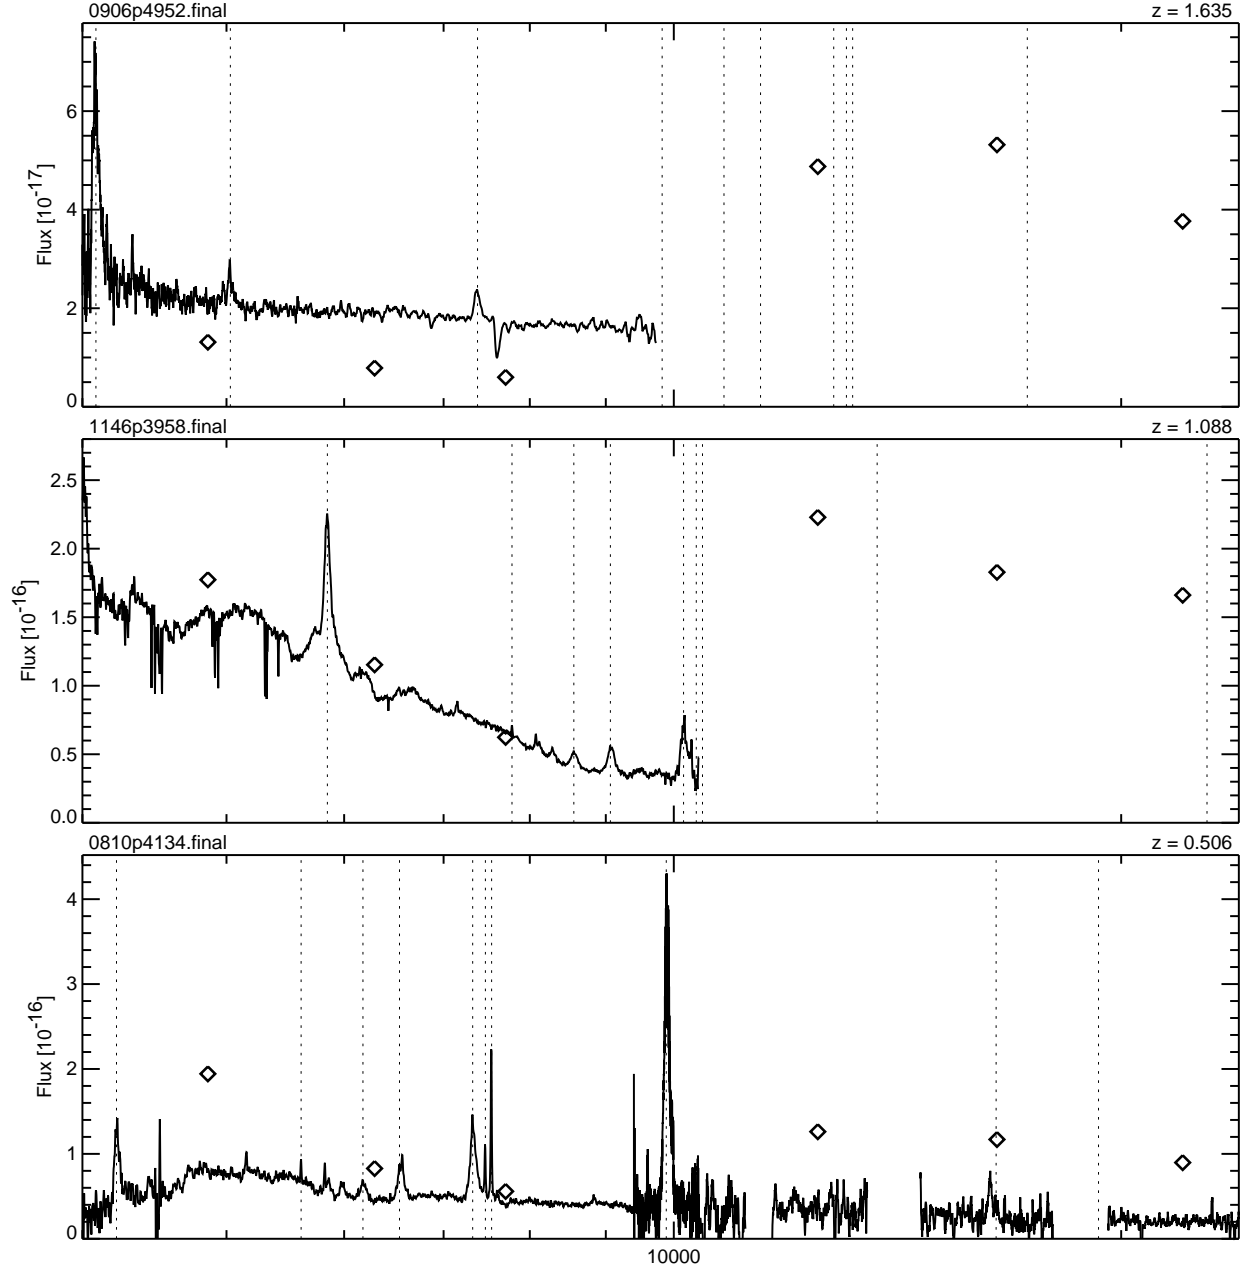 0906p4952.final z = 1.635
6
4
2
0
Flux [10^-17]
1146p3958.final z = 1.088
2.5
2.0
1.5
1.0
0.5
0.0
Flux [10^-16]
0810p4134.final z = 0.506
4
3
2
1
0
Flux [10^-16]
10000